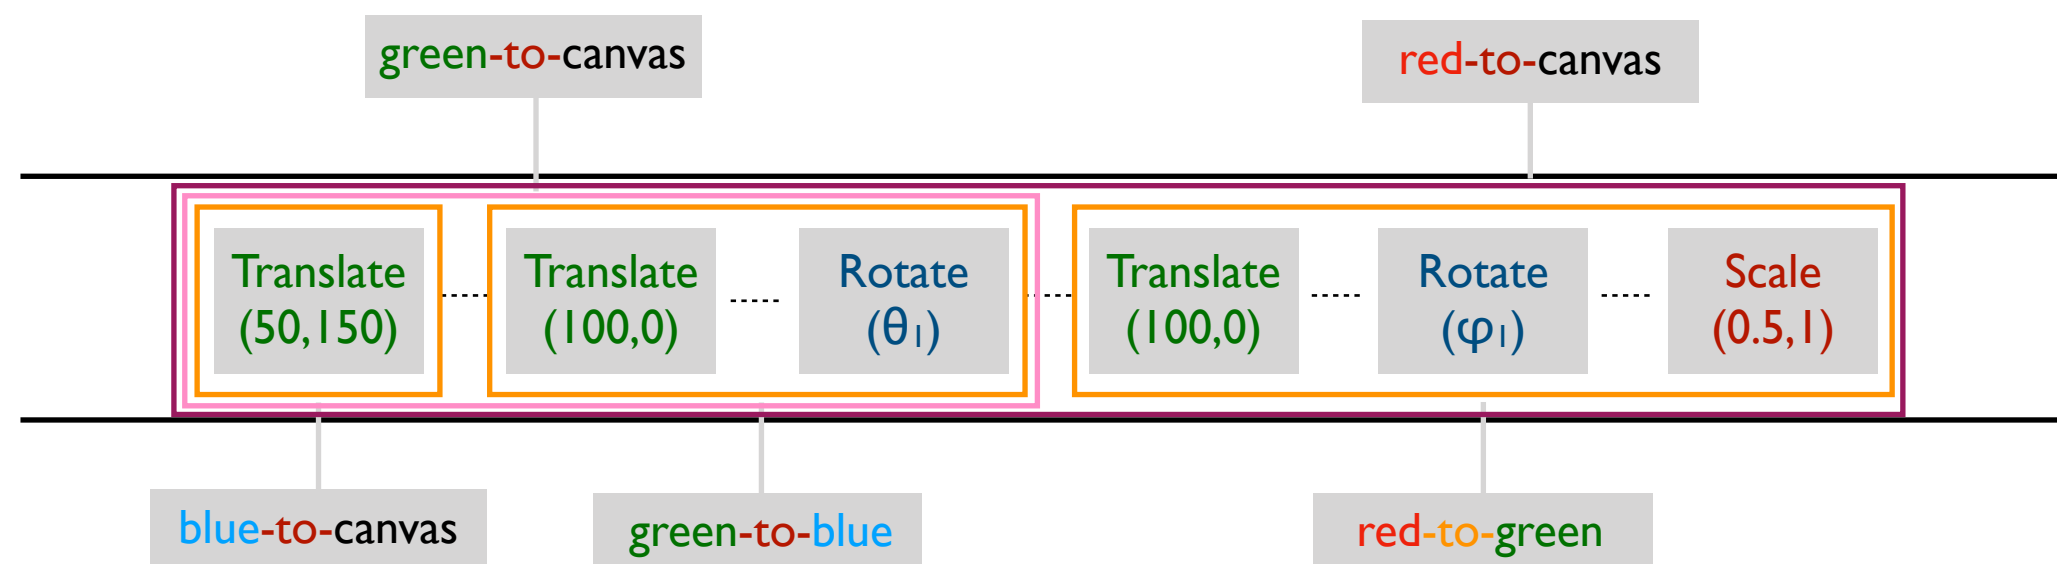 green-to-canvas
red-to-canvas
Translate
(50,150)
Translate
(100,0)
Rotate
(θ1)
Translate
(100,0)
Rotate
(φ1)
Scale
(0.5,1)
blue-to-canvas
green-to-blue
red-to-green